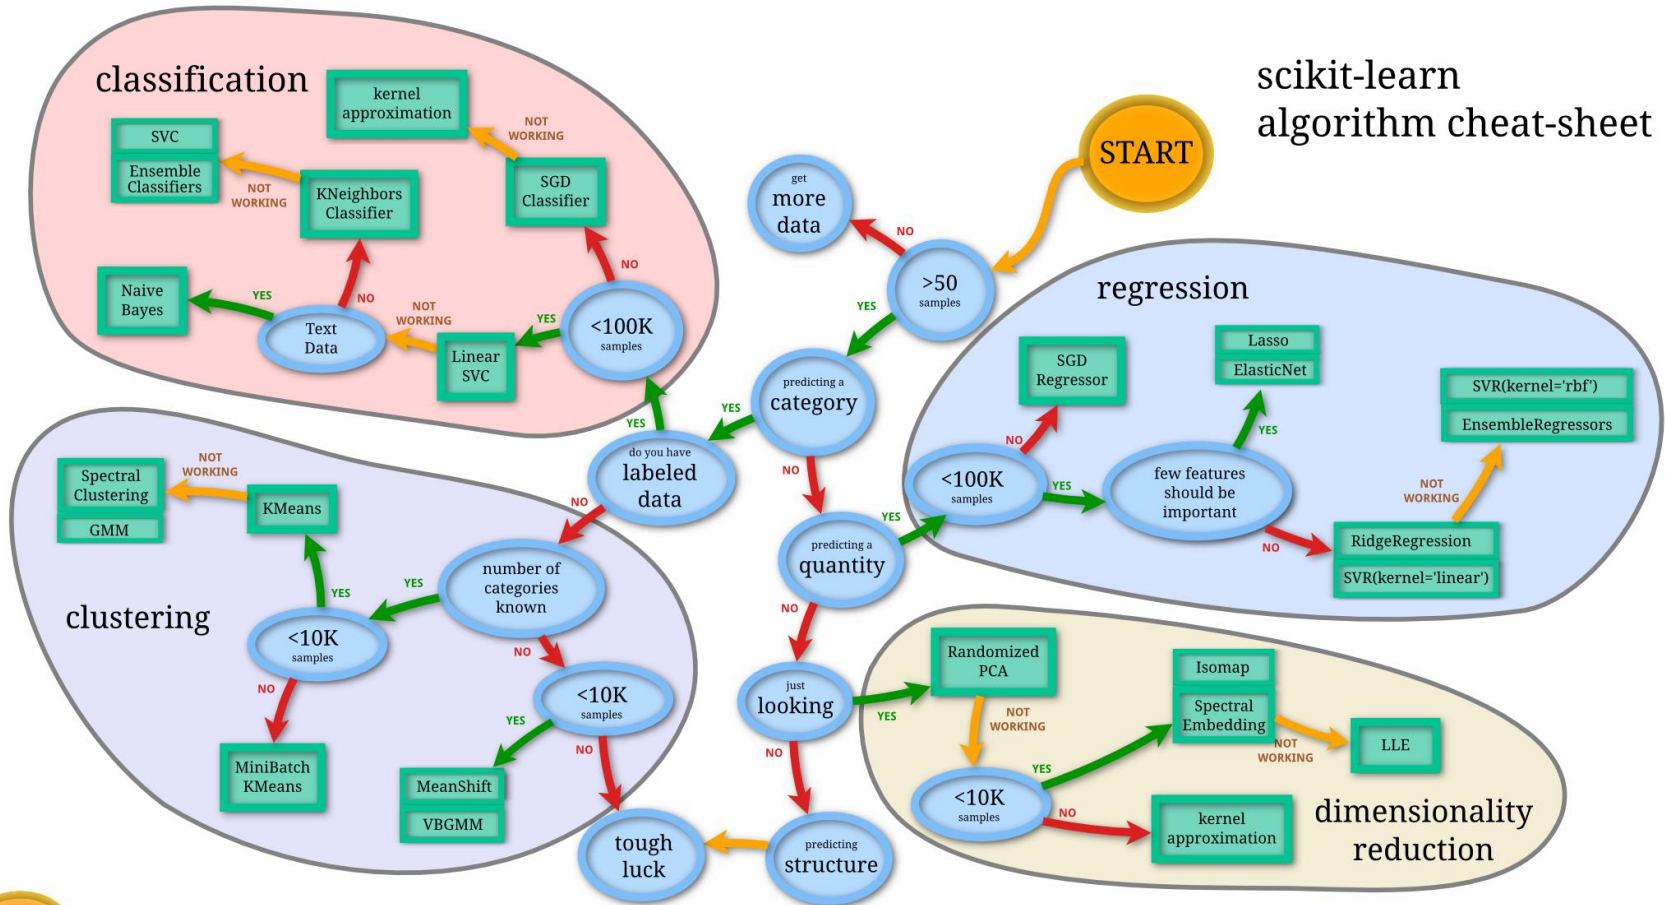 scikit-learn
algorithm cheat-sheet
START
classification
kernel
approximation
NOT
WORKING
SVC
Ensemble
Classifiers
NOT
WORKING
KNeighbors
Classifier
SGD
Classifier
NO
Naive
Bayes
YES
Text
Data
NO
NOT
WORKING
Linear
SVC
YES
<100K
samples
YES
get
more
data
NO
>50
samples
YES
predicting a
category
YES
NO
do you have
labeled
data
NO
predicting a
quantity
YES
NO
just
looking
YES
NO
predicting
structure
tough
luck
regression
SGD
Regressor
NO
<100K
samples
YES
Lasso
ElasticNet
YES
few features
should be
important
NO
SVR(kernel='rbf')
EnsembleRegressors
NOT
WORKING
RidgeRegression
SVR(kernel='linear')
clustering
Spectral
Clustering
GMM
NOT
WORKING
KMeans
YES
number of
categories
known
YES
NO
<10K
samples
NO
MiniBatch
KMeans
<10K
samples
YES
NO
MeanShift
VBGMM
dimensionality
reduction
Randomized
PCA
NOT
WORKING
<10K
samples
YES
NO
Isomap
Spectral
Embedding
NOT
WORKING
LLE
kernel
approximation